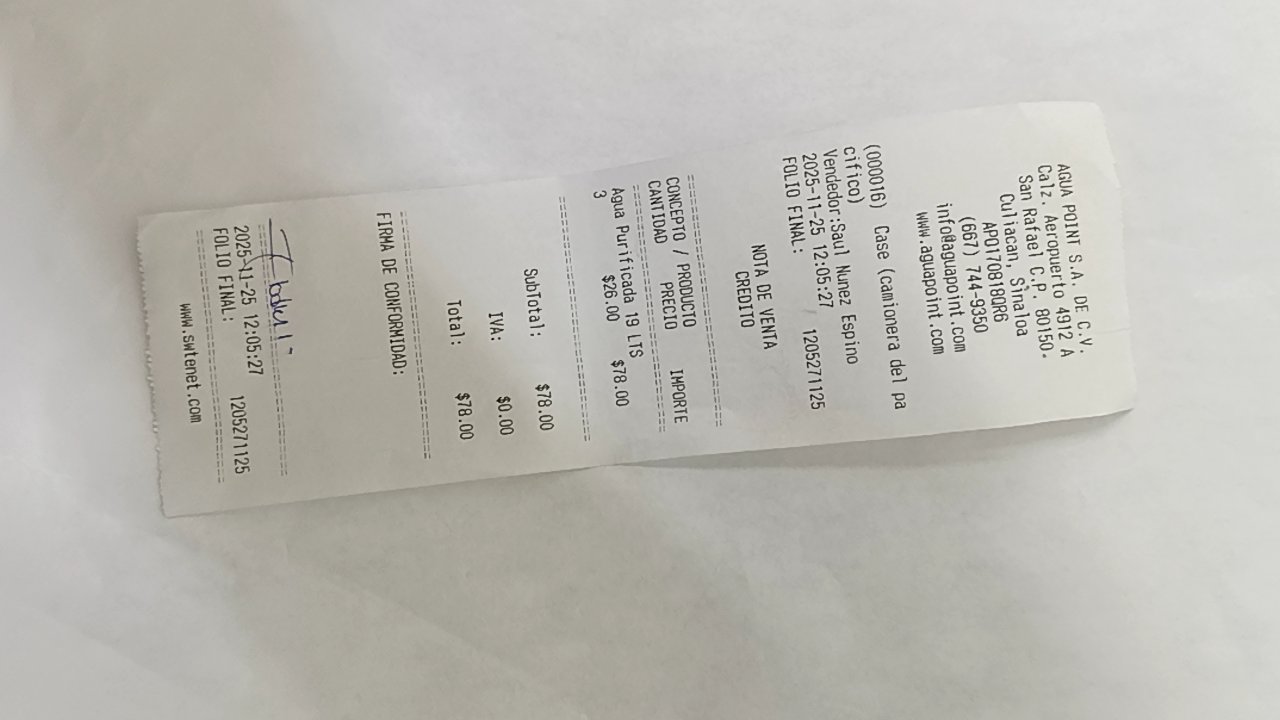 AGUA POINT S.A. DE C.V.
Calz. Aeropuerto 4912 A
San Rafael C.P. 80150.
Culiacan, Sinaloa
APO170818QR6
(667) 744-9350
info@aguapoint.com
www.aguapoint.com
(000016) Case (Camionera del pa
cifico)
Vendedor:Saul Nunez Espino
2025-11-25 12:05:27 / 1205271125
FOLIO FINAL:
NOTA DE VENTA
CREDITO
================================
CONCEPTO / PRODUCTO
CANTIDAD PRECIO IMPORTE
================================
Agua Purificada 19 LTS
3 $26.00 $78.00
================================
SubTotal: $78.00
IVA: $0.00
Total: $78.00
================================
FIRMA DE CONFORMIDAD:
================================
2025-11-25 12:05:27 1205271125
FOLIO FINAL:
================================
www.swtenet.com